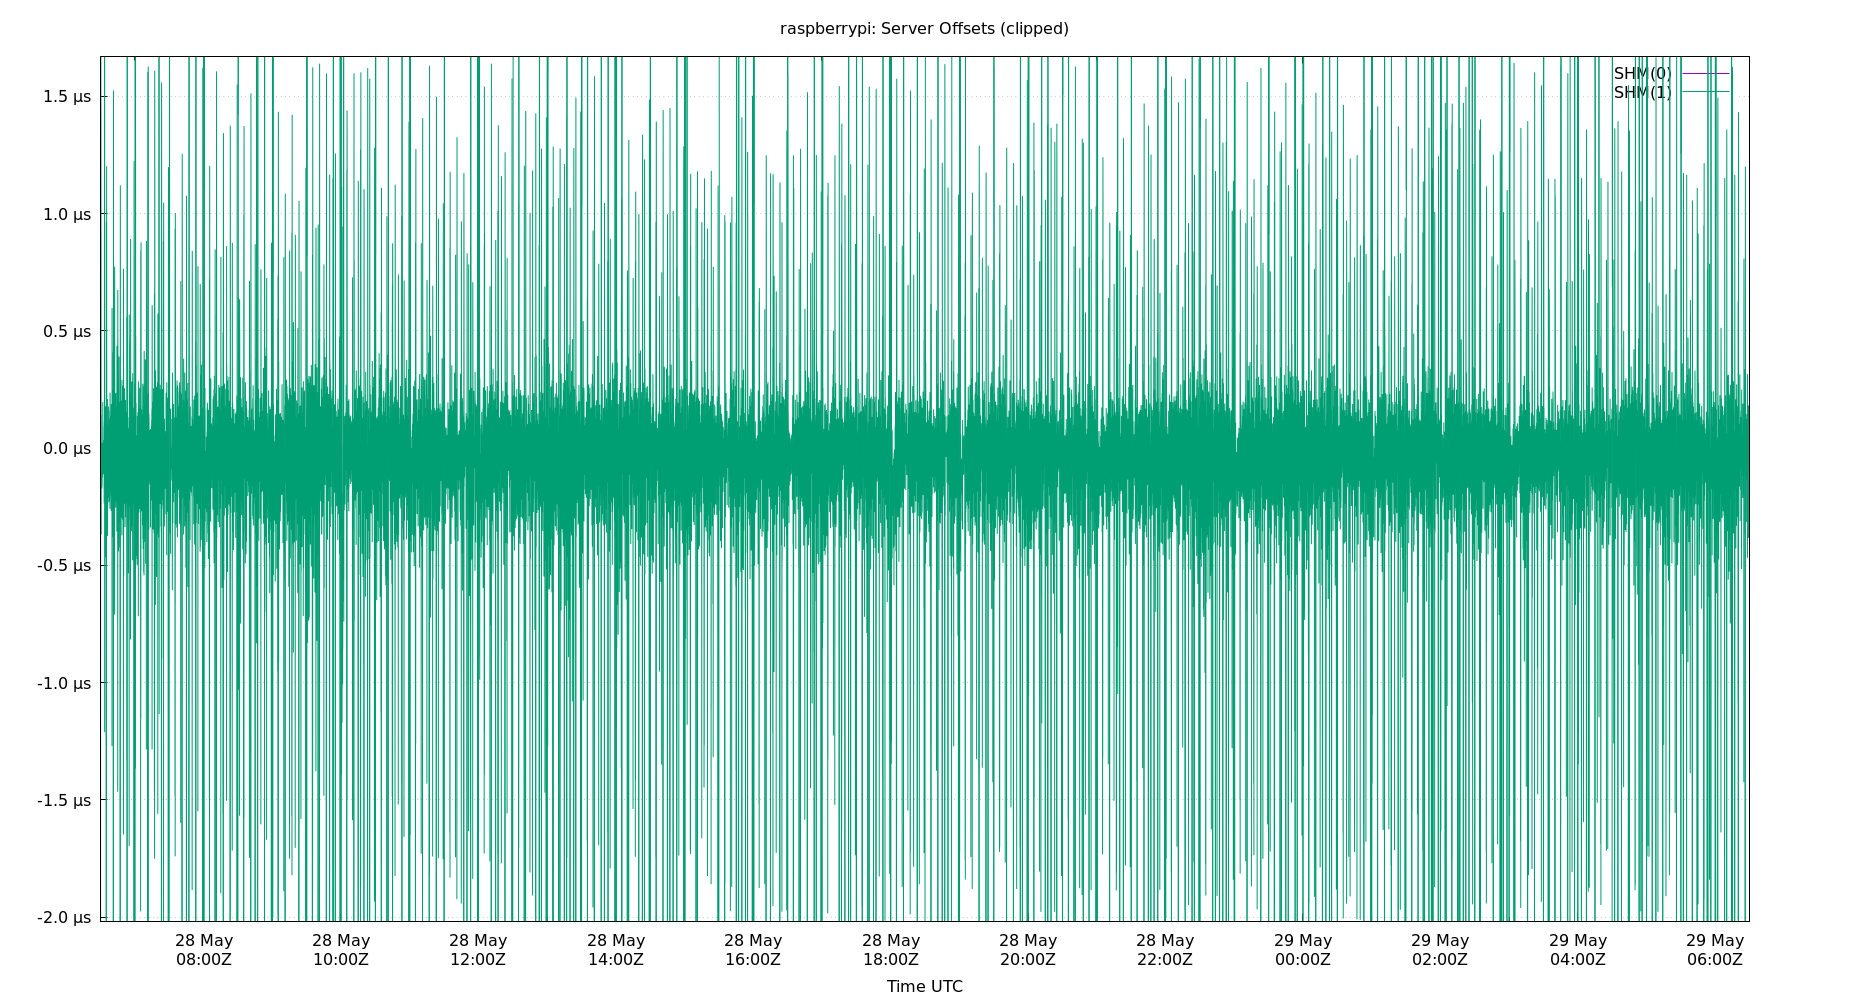 raspberrypi: Server Offsets (clipped)
SHM(0)
SHM(1)
1.5 µs
1.0 µs
0.5 µs
0.0 µs
-0.5 µs
-1.0 µs
-1.5 µs
-2.0 µs
28 May 28 May 28 May 28 May 28 May 28 May 28 May 28 May 29 May 29 May 29 May 29 May
08:00Z 10:00Z 12:00Z 14:00Z 16:00Z 18:00Z 20:00Z 22:00Z 00:00Z 02:00Z 04:00Z 06:00Z
Time UTC